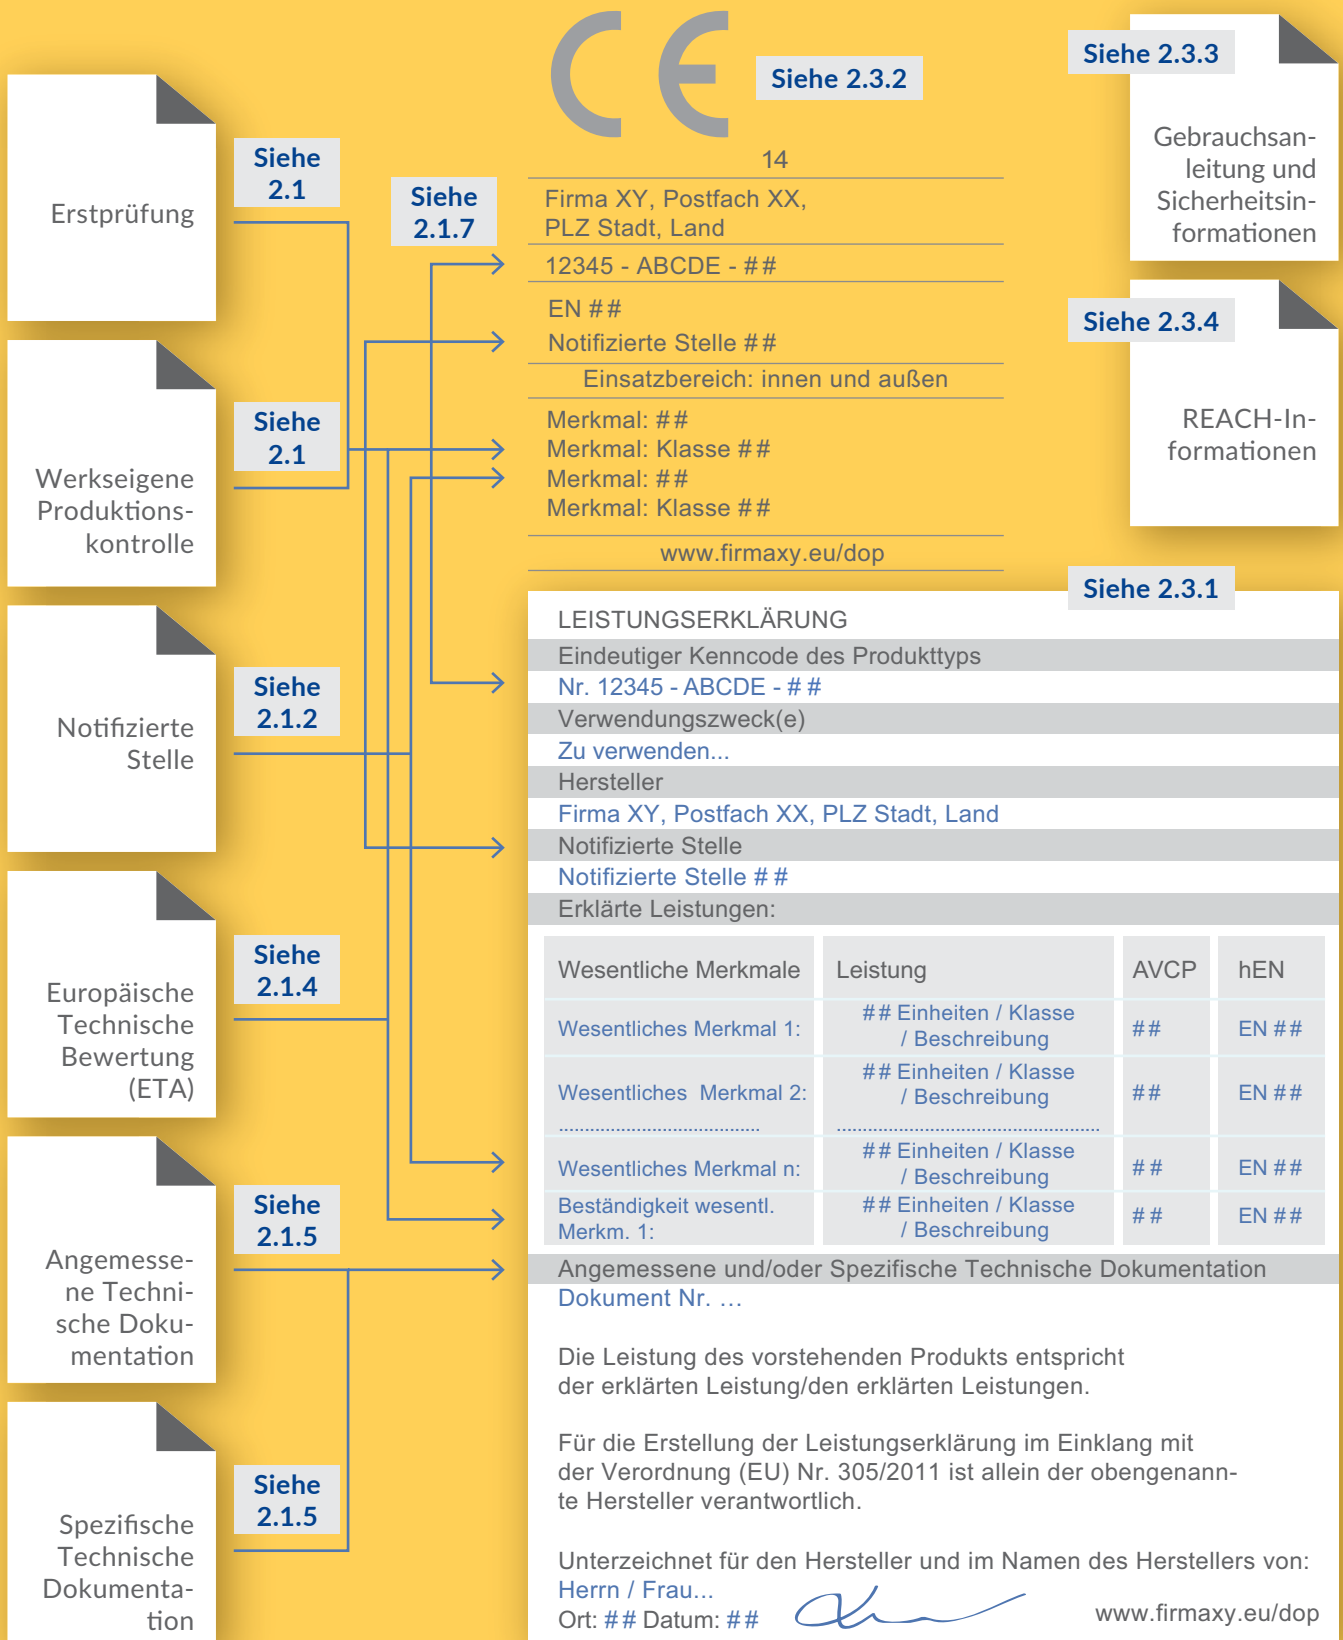 Erstprüfung
Siehe
2.1
Werkseigene
Produktions-
kontrolle
Siehe
2.1
Notifizierte
Stelle
Siehe
2.1.2
Europäische
Technische
Bewertung
(ETA)
Siehe
2.1.4
Angemesse-
ne Techni-
sche Doku-
mentation
Siehe
2.1.5
Spezifische
Technische
Dokumenta-
tion
Siehe
2.1.5
Siehe
2.1.7
CE
Siehe 2.3.2
14
Firma XY, Postfach XX,
PLZ Stadt, Land
12345 - ABCDE - ##
EN ##
Notifizierte Stelle ##
Einsatzbereich: innen und außen
Merkmal: ##
Merkmal: Klasse ##
Merkmal: ##
Merkmal: Klasse ##
www.firmaxy.eu/dop
Siehe 2.3.3
Gebrauchsan-
leitung und
Sicherheitsin-
formationen
Siehe 2.3.4
REACH-In-
formationen
Siehe 2.3.1
LEISTUNGSERKLÄRUNG
Eindeutiger Kenncode des Produkttyps
Nr. 12345 - ABCDE - ##
Verwendungszweck(e)
Zu verwenden...
Hersteller
Firma XY, Postfach XX, PLZ Stadt, Land
Notifizierte Stelle
Notifizierte Stelle ##
Erklärte Leistungen:
Wesentliche Merkmale Leistung AVCP hEN
Wesentliches Merkmal 1: ## Einheiten / Klasse
/ Beschreibung ## EN ##
Wesentliches Merkmal 2: ## Einheiten / Klasse
/ Beschreibung ## EN ##
..................................... .................................................
Wesentliches Merkmal n: ## Einheiten / Klasse
/ Beschreibung ## EN ##
Beständigkeit wesentl.
Merkm. 1: ## Einheiten / Klasse
/ Beschreibung ## EN ##
Angemessene und/oder Spezifische Technische Dokumentation
Dokument Nr. …
Die Leistung des vorstehenden Produkts entspricht
der erklärten Leistung/den erklärten Leistungen.
Für die Erstellung der Leistungserklärung im Einklang mit
der Verordnung (EU) Nr. 305/2011 ist allein der obengenann-
te Hersteller verantwortlich.
Unterzeichnet für den Hersteller und im Namen des Herstellers von:
Herrn / Frau...
Ort: ## Datum: ##
www.firmaxy.eu/dop